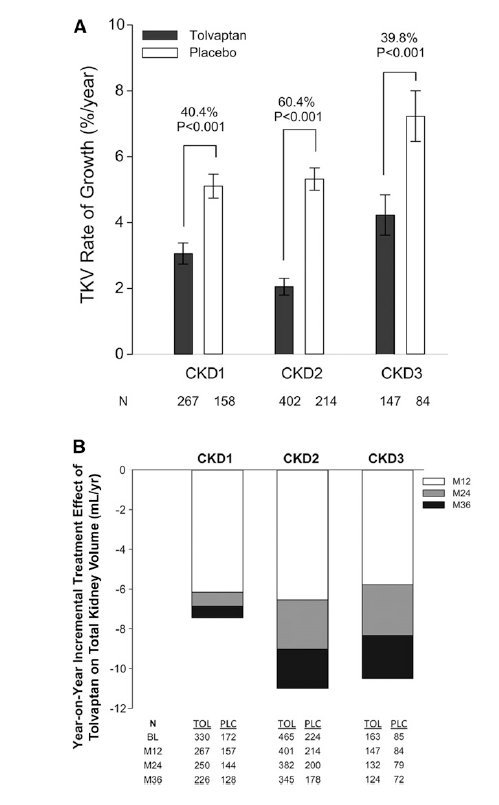 A
Tolvaptan
Placebo
TKV Rate of Growth (%/year)
10
8
6
4
2
0
40.4%
P<0.001
60.4%
P<0.001
39.8%
P<0.001
CKD1 CKD2 CKD3
N 267 158 402 214 147 84
B
CKD1 CKD2 CKD3
Year-on-Year Incremental Treatment Effect of
Tolvaptan on Total Kidney Volume (mL/yr)
0
-2
-4
-6
-8
-10
-12
M12
M24
M36
N TOL PLC TOL PLC TOL PLC
BL 330 172 465 224 163 85
M12 267 157 401 214 147 84
M24 250 144 382 200 132 79
M36 226 128 345 178 124 72